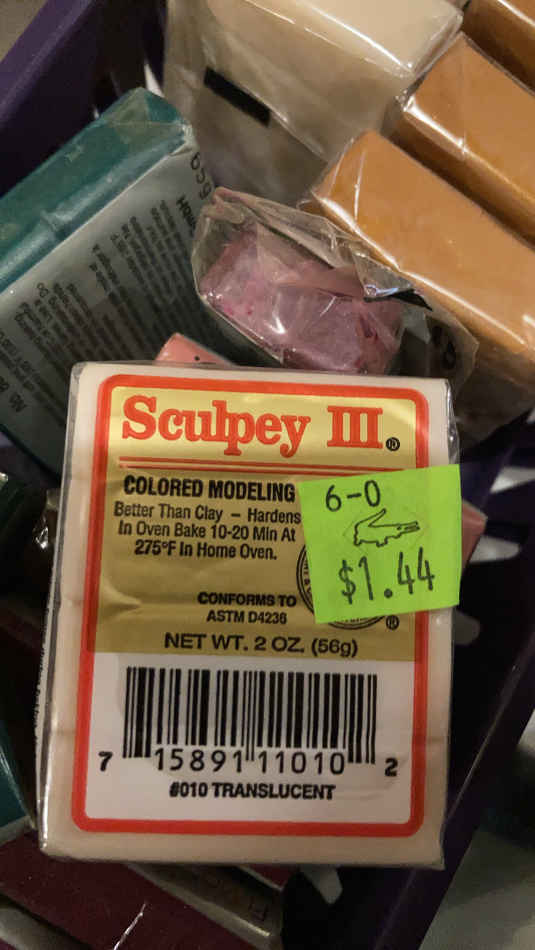 Sculpey III®
COLORED MODELING
Better Than Clay – Hardens
In Oven Bake 10-20 Min At
275°F In Home Oven.
CONFORMS TO
ASTM D4236
NET WT. 2 OZ. (56g)
®
6-0
$1.44
7 15891 11010 2
#010 TRANSLUCENT